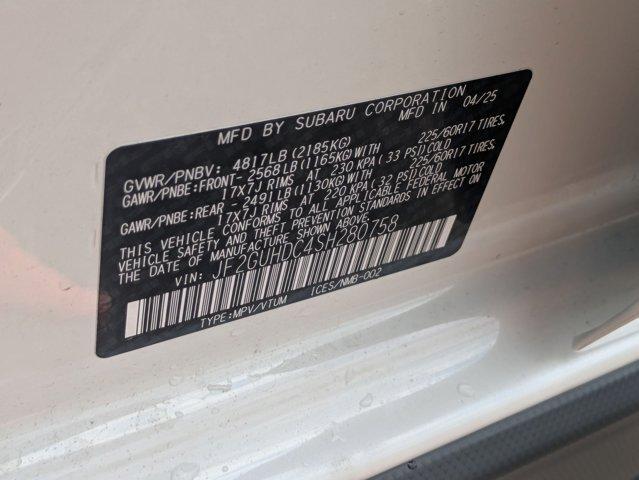 MFD BY SUBARU CORPORATION MFD IN 04/25
GVWR/PNBV: 4817LB(2185KG)
GAWR/PNBE:FRONT- 2568LB(1165KG)WITH 225/60R17 TIRES,
17X7J RIMS AT 230 KPA(33 PSI)COLD
GAWR/PNBE:REAR - 2491LB(1130KG)WITH 225/60R17 TIRES,
17X7J RIMS AT 220 KPA(32 PSI)COLD
THIS VEHICLE CONFORMS TO ALL APPLICABLE FEDERAL MOTOR
VEHICLE SAFETY AND THEFT PREVENTION STANDARDS IN EFFECT ON
THE DATE OF MANUFACTURE SHOWN ABOVE.
VIN: JF2GUHDC4SH280758
TYPE:MPV/VTUM ICES/NMB-002